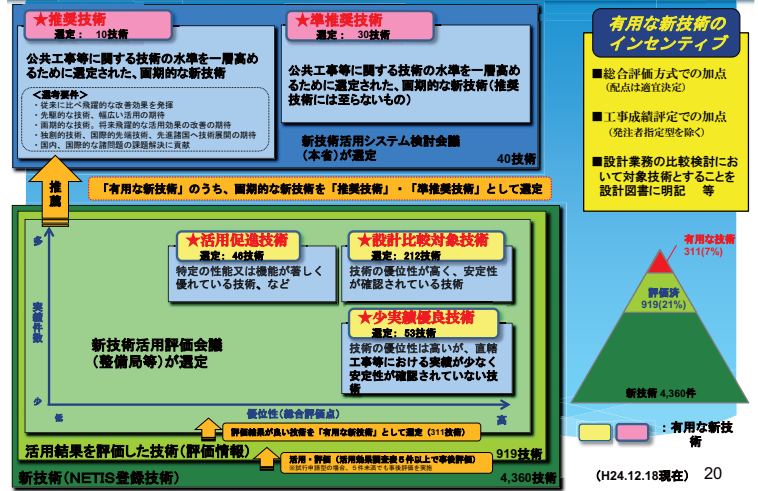 ★推奨技術
選定： 10技術
公共工事等に関する技術の水準を一層高め
るために選定された、画期的な新技術
＜選考要件＞
・従来に比べ飛躍的な改善効果を発揮
・先駆的な技術、幅広い活用の期待
・画期的な技術。将来飛躍的な活用効果の改善の期待
・独創的技術、国際的先端技術、先進諸国へ技術展開の期待
・国内、国際的な諸問題の課題解決に貢献
★準推奨技術
選定： 30技術
公共工事等に関する技術の水準を一層高め
るために選定された、画期的な新技術（推奨
技術には至らないもの）
新技術活用システム検討会議
（本省）が選定
40技術
有用な新技術の
インセンティブ
■総合評価方式での加点
（配点は適宜決定）
■工事成績評定での加点
（発注者指定型を除く）
■設計業務の比較検討にお
いて対象技術とすることを
設計図書に明記 等
推薦
「有用な新技術」のうち、画期的な新技術を「推奨技術」・「準推奨技術」として選定
多
実績件数
少
低
優位性（総合評価点）
高
★活用促進技術
選定： 46技術
特定の性能又は機能が著しく
優れている技術、など
★設計比較対象技術
選定： 212技術
技術の優位性が高く、安定性
が確認されている技術
★少実績優良技術
選定： 53技術
技術の優位性は高いが、直轄
工事等における実績が少なく
安定性が確認されていない技
術
新技術活用評価会議
（整備局等）が選定
評価結果が良い技術を「有用な新技術」として選定（311技術）
活用結果を評価した技術（評価情報）
919技術
活用・評価（活用効果調査表５件以上で事後評価）
※試行申請型の場合、５件未満でも事後評価を実施
新技術（NETIS登録技術）
4,360技術
有用な技術
311(7%)
評価済
919(21%)
新技術 4,360件
：有用な新技
術
（H24.12.18現在）
20